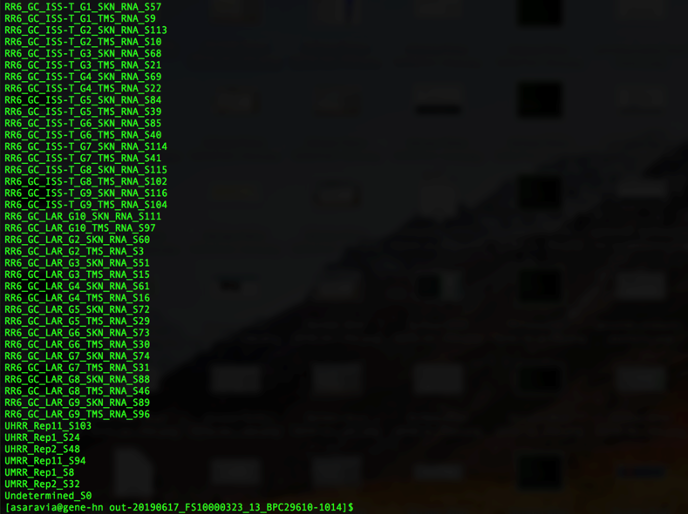 RR6_GC_ISS-T_G1_SKN_RNA_S57
RR6_GC_ISS-T_G1_TMS_RNA_S9
RR6_GC_ISS-T_G2_SKN_RNA_S113
RR6_GC_ISS-T_G2_TMS_RNA_S10
RR6_GC_ISS-T_G3_SKN_RNA_S68
RR6_GC_ISS-T_G3_TMS_RNA_S21
RR6_GC_ISS-T_G4_SKN_RNA_S69
RR6_GC_ISS-T_G4_TMS_RNA_S22
RR6_GC_ISS-T_G5_SKN_RNA_S84
RR6_GC_ISS-T_G5_TMS_RNA_S39
RR6_GC_ISS-T_G6_SKN_RNA_S85
RR6_GC_ISS-T_G6_TMS_RNA_S40
RR6_GC_ISS-T_G7_SKN_RNA_S114
RR6_GC_ISS-T_G7_TMS_RNA_S41
RR6_GC_ISS-T_G8_SKN_RNA_S115
RR6_GC_ISS-T_G8_TMS_RNA_S102
RR6_GC_ISS-T_G9_SKN_RNA_S116
RR6_GC_ISS-T_G9_TMS_RNA_S104
RR6_GC_LAR_G10_SKN_RNA_S111
RR6_GC_LAR_G10_TMS_RNA_S97
RR6_GC_LAR_G2_SKN_RNA_S60
RR6_GC_LAR_G2_TMS_RNA_S3
RR6_GC_LAR_G3_SKN_RNA_S51
RR6_GC_LAR_G3_TMS_RNA_S15
RR6_GC_LAR_G4_SKN_RNA_S61
RR6_GC_LAR_G4_TMS_RNA_S16
RR6_GC_LAR_G5_SKN_RNA_S72
RR6_GC_LAR_G5_TMS_RNA_S29
RR6_GC_LAR_G6_SKN_RNA_S73
RR6_GC_LAR_G6_TMS_RNA_S30
RR6_GC_LAR_G7_SKN_RNA_S74
RR6_GC_LAR_G7_TMS_RNA_S31
RR6_GC_LAR_G8_SKN_RNA_S88
RR6_GC_LAR_G8_TMS_RNA_S46
RR6_GC_LAR_G9_SKN_RNA_S89
RR6_GC_LAR_G9_TMS_RNA_S96
UHRR_Rep11_S103
UHRR_Rep1_S24
UHRR_Rep2_S48
UMRR_Rep11_S94
UMRR_Rep1_S8
UMRR_Rep2_S32
Undetermined_S0
[asaravia@gene-hn out-20190617_FS10000323_13_BPC29610-1014]$